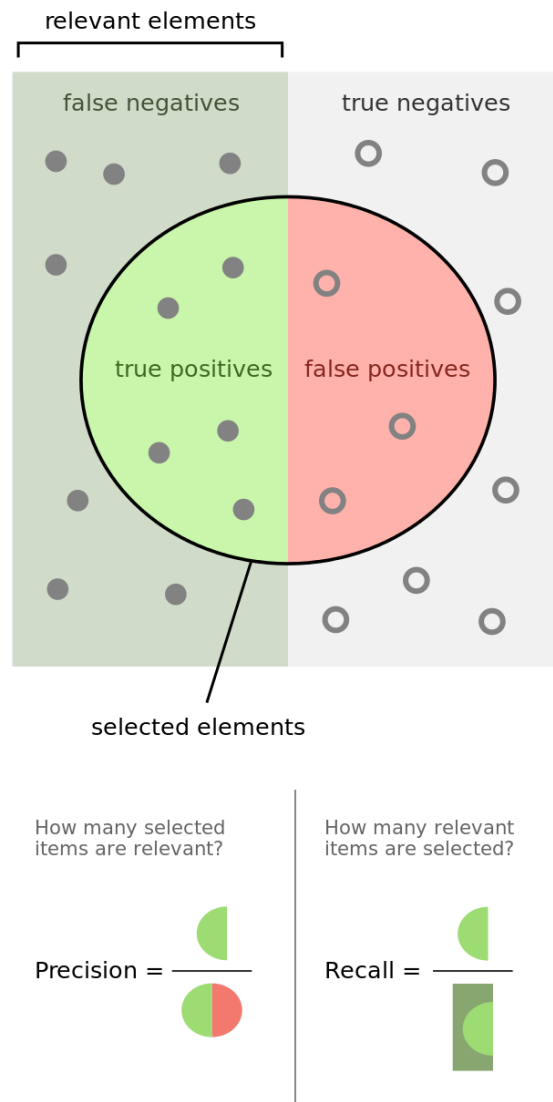 relevant elements
false negatives
true negatives
true positives
false positives
selected elements
How many selected
items are relevant?
How many relevant
items are selected?
Precision =
Recall =